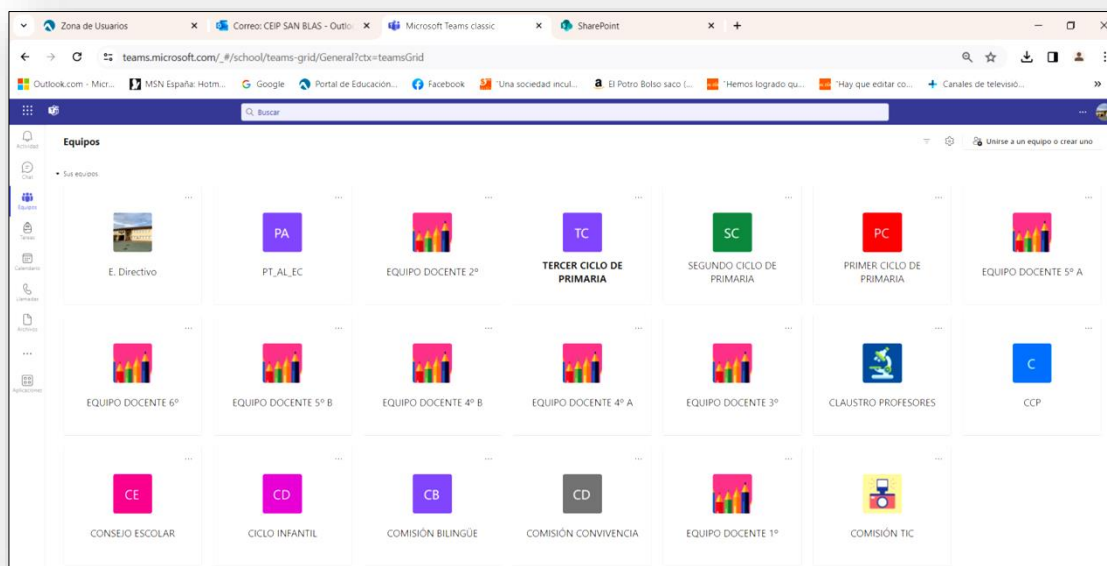 Zona de Usuarios
Correo: CEIP SAN BLAS - Outlo
Microsoft Teams classic
SharePoint
teams.microsoft.com/_#/school/teams-grid/General?ctx=teamsGrid
Outlook.com - Micr...
MSN España: Hotm...
Google
Portal de Educación...
Facebook
"Una sociedad incul...
El Potro Bolso saco (...
"Hemos logrado qu...
"Hay que editar co...
Canales de televisió...
»
Buscar
Actividad
Equipos
Unirse a un equipo o crear uno
Chat
Sus equipos
Equipos
Tareas
Calendario
Llamadas
Archivos
Aplicaciones
E. Directivo
PA
PT_AL_EC
EQUIPO DOCENTE 2º
TC
TERCER CICLO DE
PRIMARIA
SC
SEGUNDO CICLO DE
PRIMARIA
PC
PRIMER CICLO DE
PRIMARIA
EQUIPO DOCENTE 5º A
EQUIPO DOCENTE 6º
EQUIPO DOCENTE 5º B
EQUIPO DOCENTE 4º B
EQUIPO DOCENTE 4º A
EQUIPO DOCENTE 3º
CLAUSTRO PROFESORES
C
CCP
CE
CONSEJO ESCOLAR
CD
CICLO INFANTIL
CB
COMISIÓN BILINGÜE
CD
COMISIÓN CONVIVENCIA
EQUIPO DOCENTE 1º
COMISIÓN TIC